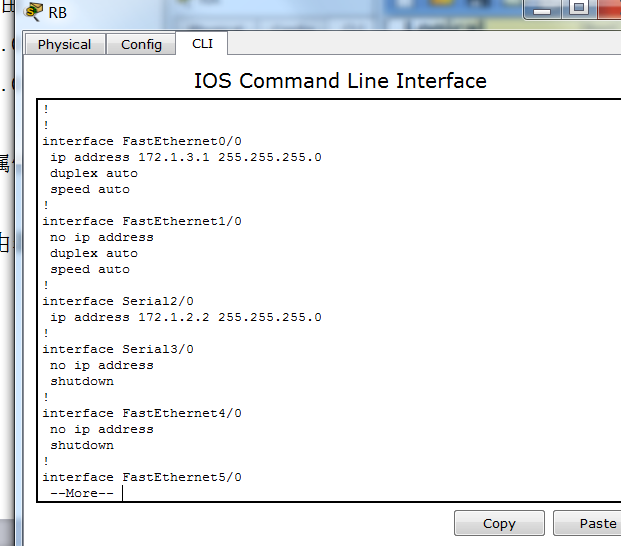 RB
Physical
Config
CLI
IOS Command Line Interface
!
!
interface FastEthernet0/0
ip address 172.1.3.1 255.255.255.0
duplex auto
speed auto
!
interface FastEthernet1/0
no ip address
duplex auto
speed auto
!
interface Serial2/0
ip address 172.1.2.2 255.255.255.0
!
interface Serial3/0
no ip address
shutdown
!
interface FastEthernet4/0
no ip address
shutdown
!
interface FastEthernet5/0
--More--
Copy
Paste